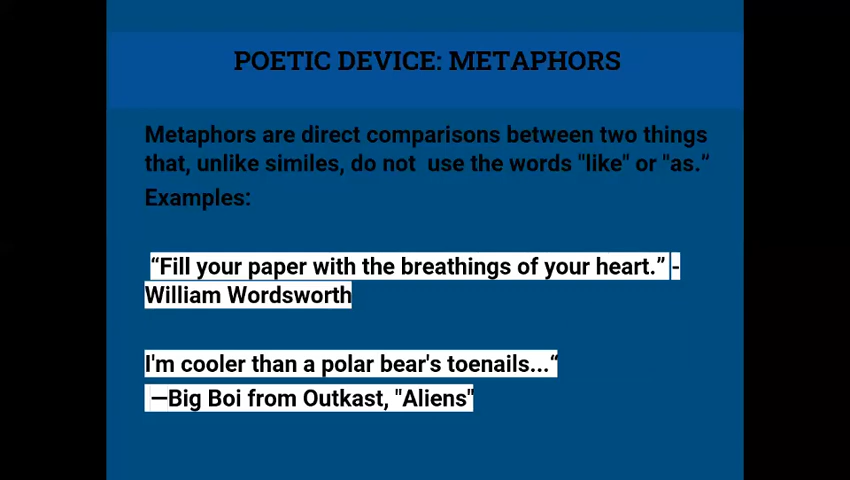 POETIC DEVICE: METAPHORS
Metaphors are direct comparisons between two things
that, unlike similes, do not  use the words "like" or "as.”
Examples:
“Fill your paper with the breathings of your heart.” -
William Wordsworth
I'm cooler than a polar bear's toenails...“
—Big Boi from Outkast, "Aliens"